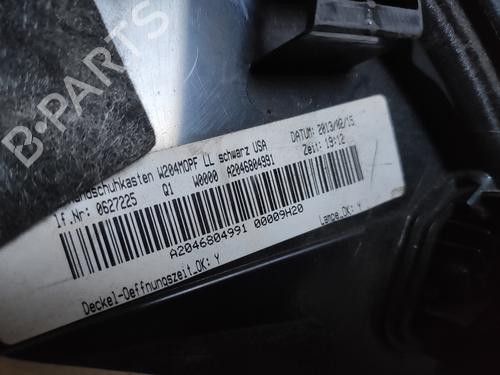 Handschuhkasten W204MOPF LL schwarz USA
DATUM: 2013/02/15
lf.Nr: 0627225 Q1 W0000 A2046804991
Zeit: 19:12
A2046804991 00009H20
Deckel-Oeffnungszeit_OK: Y
Lampe_OK: Y
B-PARTS